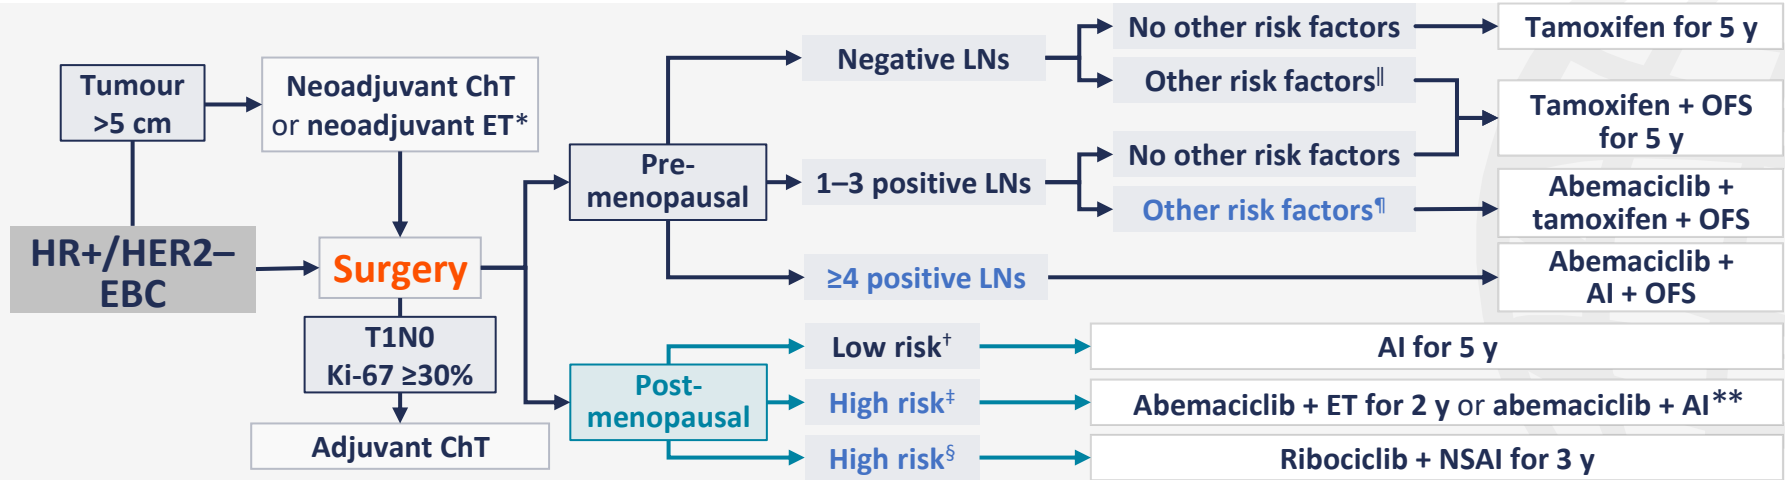 Tumour
>5 cm
Neoadjuvant ChT
or neoadjuvant ET*
HR+/HER2–
EBC
Surgery
T1N0
Ki-67 ≥30%
Adjuvant ChT
Pre-
menopausal
Negative LNs
No other risk factors
Tamoxifen for 5 y
Other risk factors‖
Tamoxifen + OFS
for 5 y
1–3 positive LNs
No other risk factors
Other risk factors¶
Abemaciclib +
tamoxifen + OFS
≥4 positive LNs
Abemaciclib +
AI + OFS
Post-
menopausal
Low risk†
AI for 5 y
High risk‡
Abemaciclib + ET for 2 y or abemaciclib + AI**
High risk§
Ribociclib + NSAI for 3 y